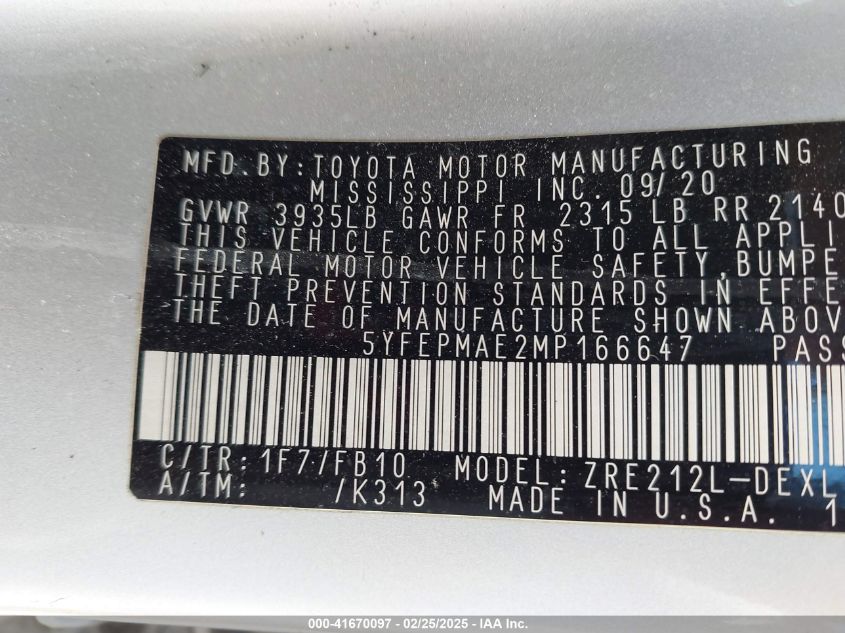 MFD.BY:TOYOTA MOTOR MANUFACTURING
MISSISSIPPI INC. 09/20
GVWR 3935LB GAWR FR 2315 LB RR 2140
THIS VEHICLE CONFORMS TO ALL APPLI
FEDERAL MOTOR VEHICLE SAFETY,BUMPE
THEFT PREVENTION STANDARDS IN EFFE
THE DATE OF MANUFACTURE SHOWN ABOV
5YFEPMAE2MP166647 PASS
C/TR: 1F7/FB10 MODEL: ZRE212L-DEXL
A/TM: /K313 MADE IN U.S.A. 1
000-41670097 - 02/25/2025 - IAA Inc.